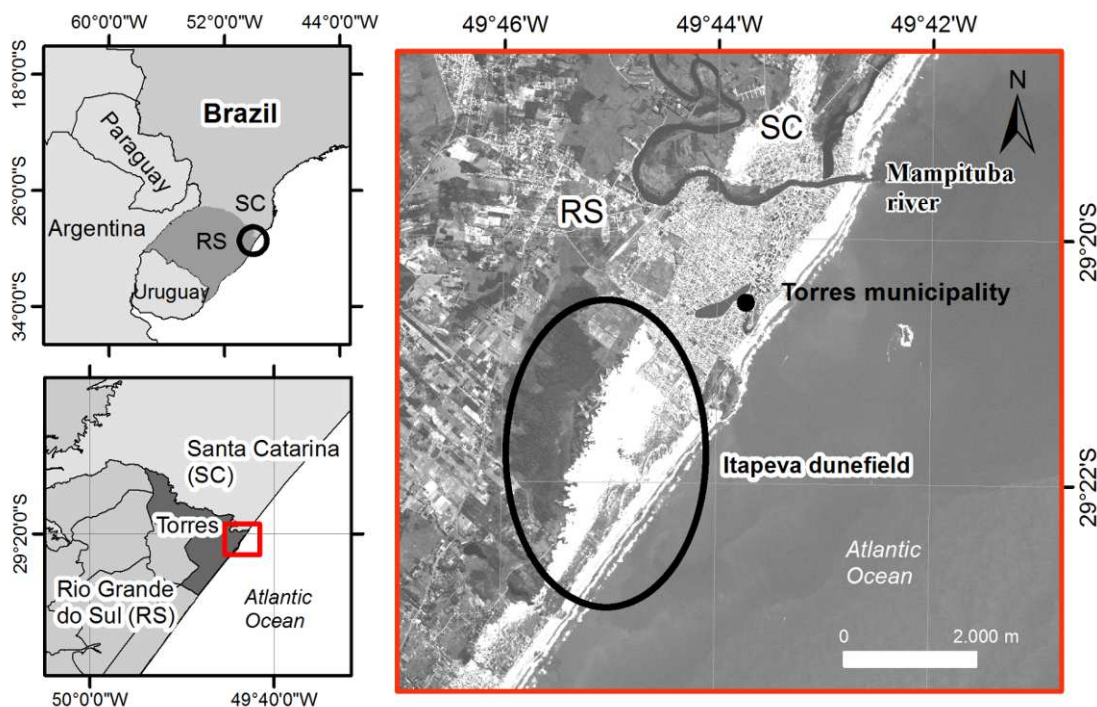 60°0'0"W 52°0'0"W 44°0'0"W
18°0'0"S
26°0'0"S
34°0'0"S
Brazil
Paraguay
Argentina
SC
RS
Uruguay
Santa Catarina
(SC)
Torres
Rio Grande
do Sul (RS)
Atlantic
Ocean
29°20'0"S
50°0'0"W 49°40'0"W
49°46'W 49°44'W 49°42'W
N
SC
RS
Mampituba
river
29°20'S
Torres municipality
Itapeva dunefield
29°22'S
Atlantic
Ocean
0 2.000 m